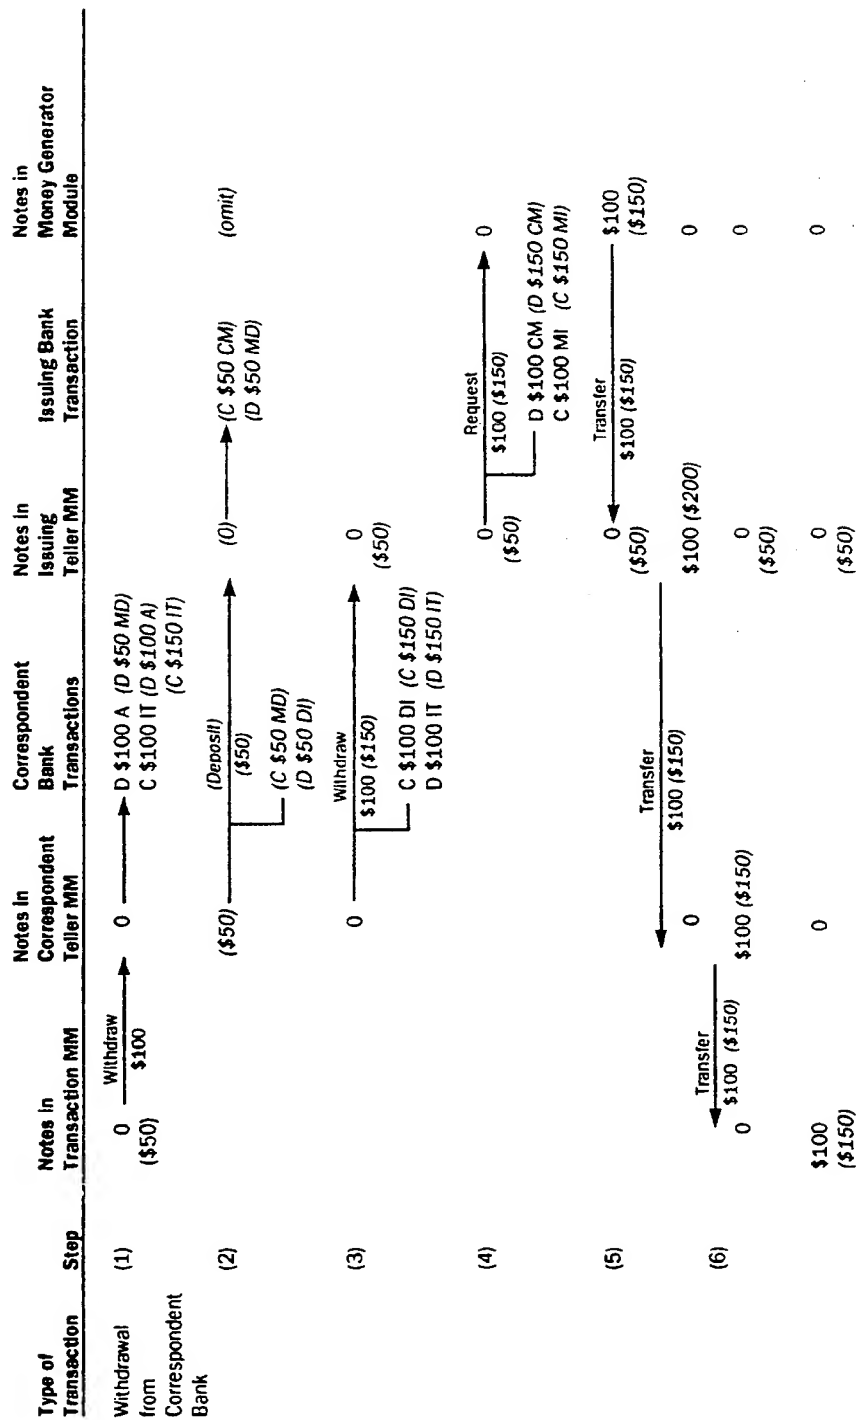 Type of Transaction
Step
Notes in Transaction MM
Notes in Correspondent Teller MM
Correspondent Bank Transactions
Notes in Issuing Teller MM
Issuing Bank Transaction
Notes in Money Generator Module
Withdrawal from Correspondent Bank
(1)
0
($50)
Withdraw
$100
0
D $100 A (D $50 MD)
C $100 IT (D $100 A)
(C $150 IT)
(2)
($50)
(Deposit)
($50)
(C $50 MD)
(D $50 DI)
(0)
(C $50 CM)
(D $50 MD)
(omit)
(3)
0
Withdraw
$100 ($150)
C $100 DI (C $150 DI)
D $100 IT (D $150 IT)
0
($50)
(4)
0
($50)
Request
$100 ($150)
D $100 CM (D $150 CM)
C $100 MI (C $150 MI)
0
(5)
0
($50)
Transfer
$100 ($150)
$100
($150)
Transfer
$100 ($150)
0
$100 ($200)
0
(6)
Transfer
$100 ($150)
0
$100 ($150)
0
($50)
0
$100
($150)
0
0
($50)
0